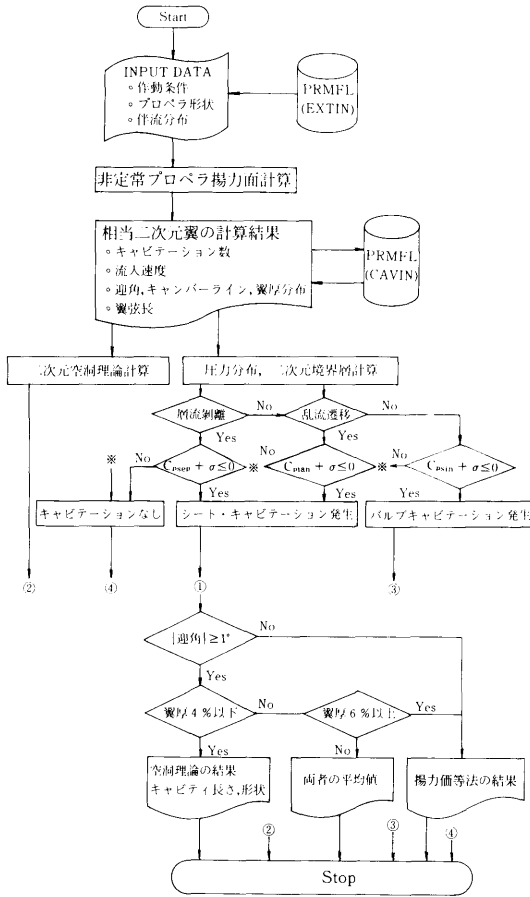 Start
INPUT DATA
∘作動条件
∘プロペラ形状
∘伴流分布
PRMFL
(EXTIN)
非定常プロペラ揚力面計算
相当二次元翼の計算結果
∘キャビテーション数
∘流入速度
∘迎角,キャンバーライン,翼厚分布
∘翼弦長
PRMFL
(CAVIN)
二次元空洞理論計算
圧力分布,二次元境界層計算
層流剝離
No
乱流遷移
No
Yes
Yes
※
No
Cpsep + σ≤0
※
No
Cptan + σ≤0
※
No
Cpsin + σ≤0
Yes
Yes
Yes
キャビテーションなし
シート・キャビテーション発生
バルブキャビテーション発生
②
④
①
③
|迎角|≥1°
No
Yes
翼厚4%以下
No
翼厚6%以上
Yes
Yes
No
空洞理論の結果
キャビティ長さ,形状
両者の平均値
揚力価等法の結果
②
③
④
Stop